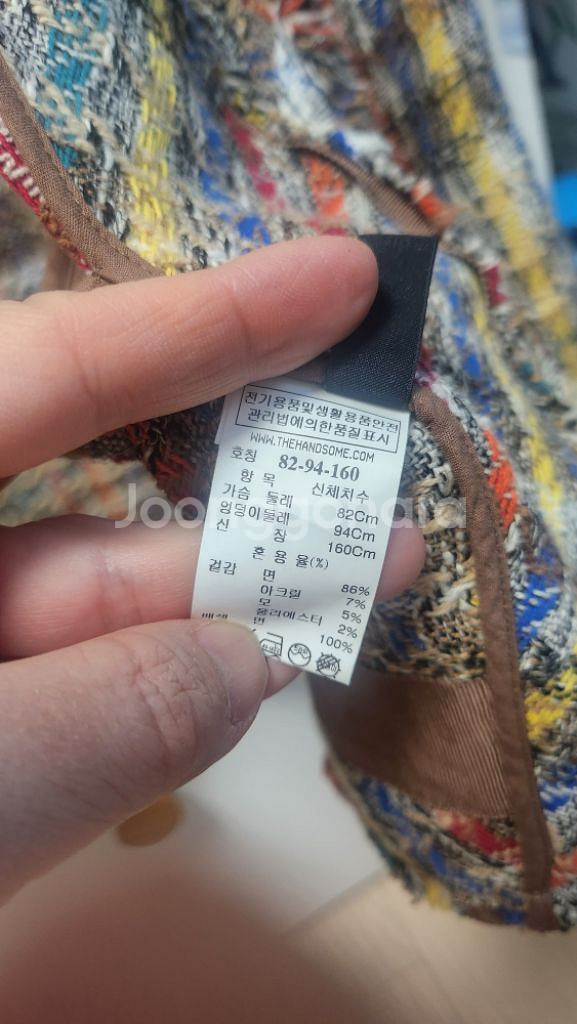 전기용품및생활용품안전
관리법에의한품질표시
WWW.THEHANDSOME.COM
호칭 82-94-160
항 목 신체치수
가슴 둘레 82Cm
엉덩이둘레 94Cm
신 장 160Cm
혼 용 율(%)
겉감 면 86%
아크릴 7%
모 5%
폴리에스터 2%
면 100%
Joonggonara